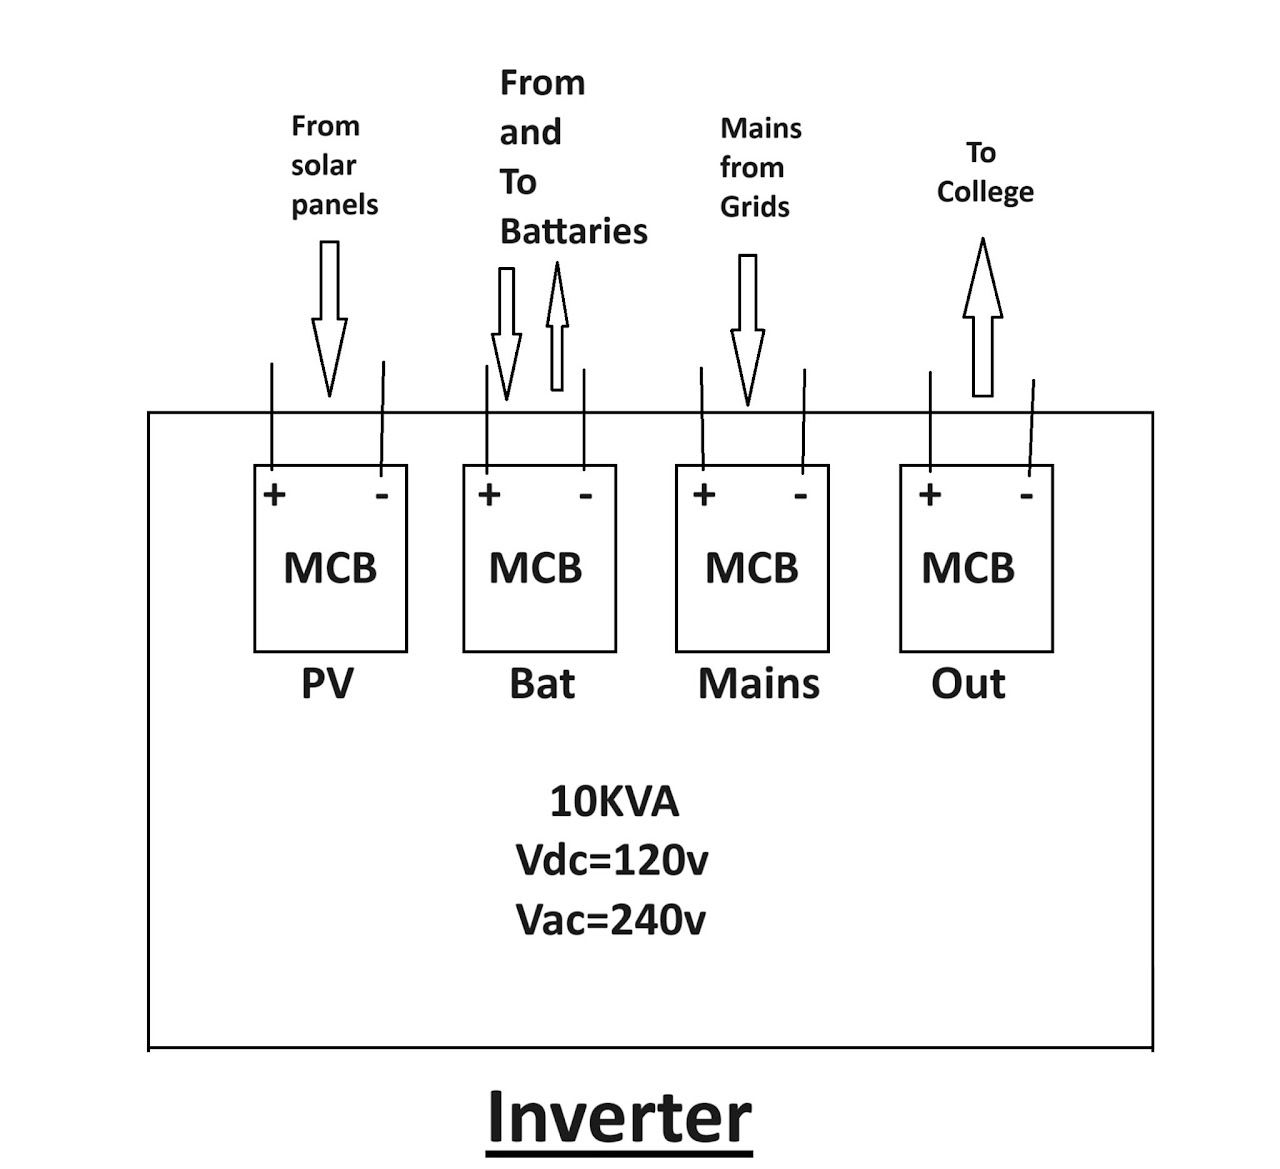 From
solar
panels
From
and
To
Battaries
Mains
from
Grids
To
College
+ -
MCB
PV
+ -
MCB
Bat
+ -
MCB
Mains
+ -
MCB
Out
10KVA
Vdc=120v
Vac=240v
Inverter